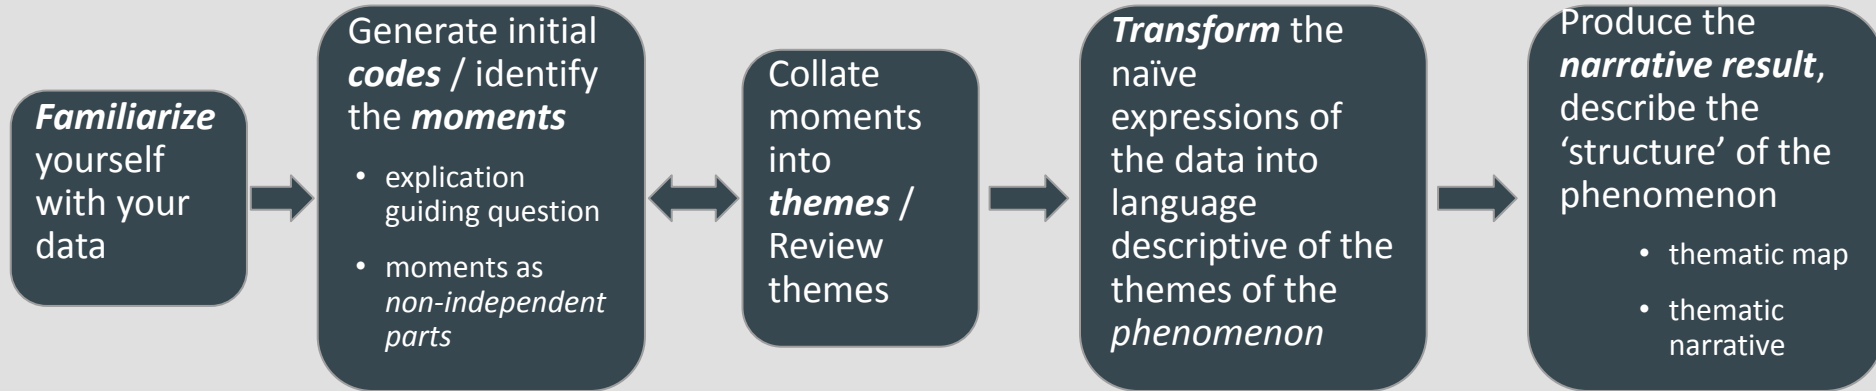 Familiarize
yourself
with your
data
Generate initial
codes / identify
the moments
• explication
guiding question
• moments as
non-independent
parts
Collate
moments
into
themes /
Review
themes
Transform the
naïve
expressions of
the data into
language
descriptive of the
themes of the
phenomenon
Produce the
narrative result,
describe the
‘structure’ of the
phenomenon
• thematic map
• thematic
narrative